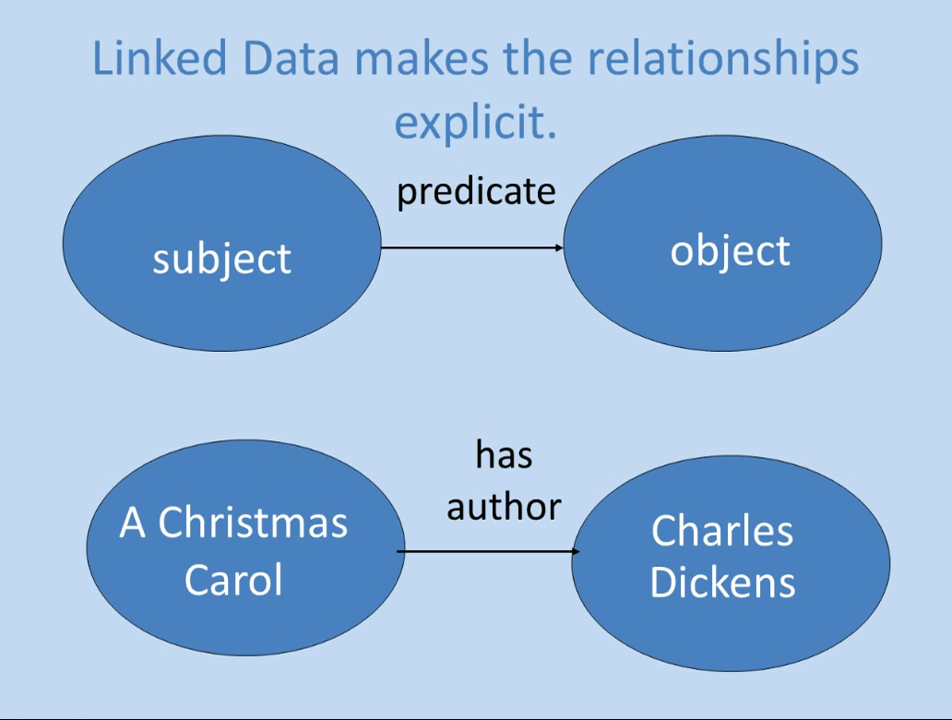 Linked Data makes the relationships
explicit.
predicate
subject
object
has
author
A Christmas
Carol
Charles
Dickens